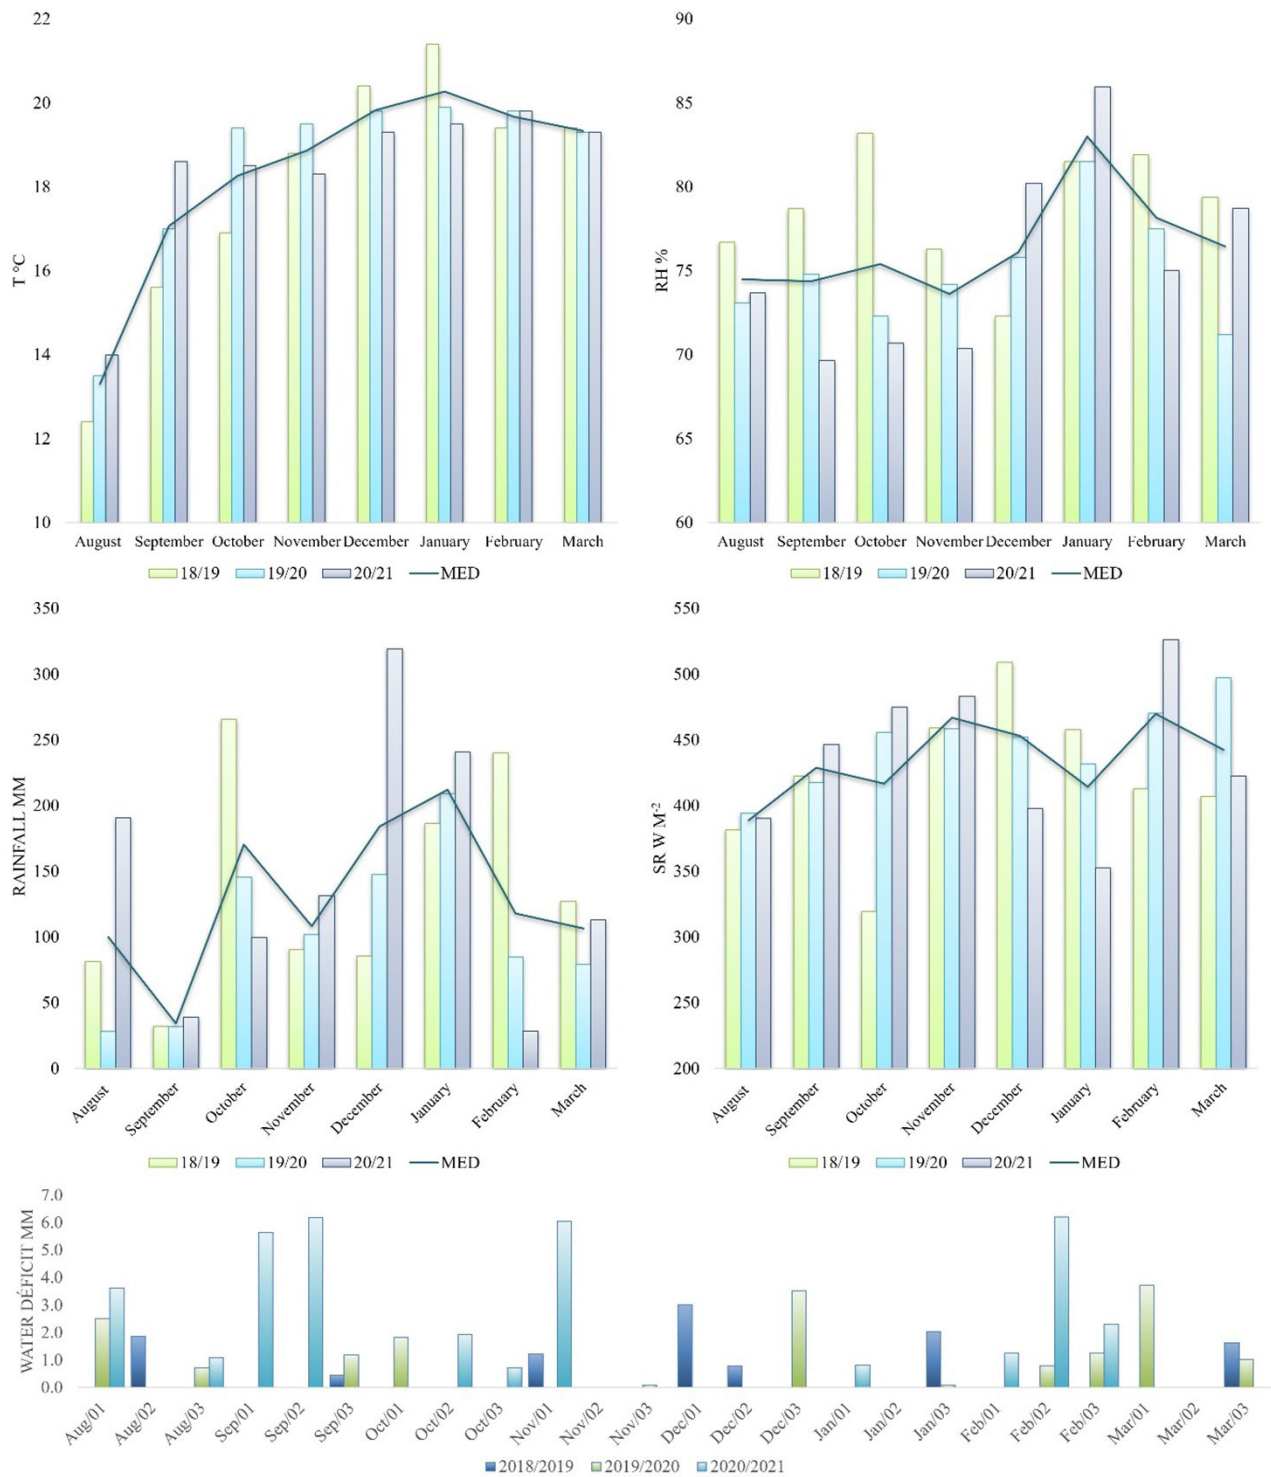 22
20
18
16
14
12
10
T °C
August September October November December January February March
18/19 19/20 20/21 MED
90
85
80
75
70
65
60
RH %
August September October November December January February March
18/19 19/20 20/21 MED
350
300
250
200
150
100
50
0
RAINFALL MM
August September October November December January February March
18/19 19/20 20/21 MED
550
500
450
400
350
300
250
200
SR W M-2
August September October November December January February March
18/19 19/20 20/21 MED
7.0
6.0
5.0
4.0
3.0
2.0
1.0
0.0
WATER DÉFICIT MM
Aug/01 Aug/02 Aug/03 Sep/01 Sep/02 Sep/03 Oct/01 Oct/02 Oct/03 Nov/01 Nov/02 Nov/03 Dec/01 Dec/02 Dec/03 Jan/01 Jan/02 Jan/03 Feb/01 Feb/02 Feb/03 Mar/01 Mar/02 Mar/03
2018/2019 2019/2020 2020/2021